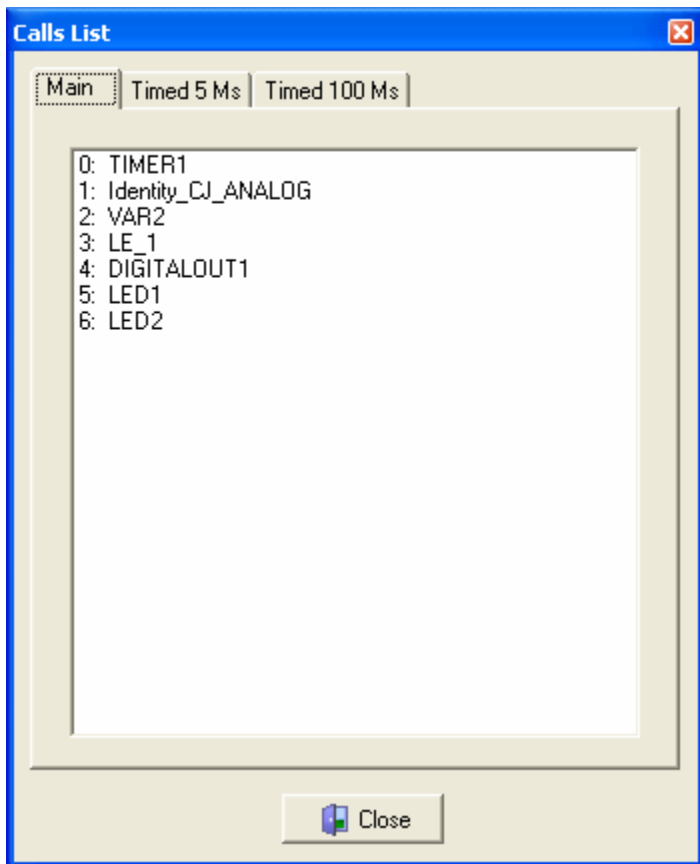 Calls List
Main Timed 5 Ms Timed 100 Ms
0: TIMER1
1: Identity_CJ_ANALOG
2: VAR2
3: LE_1
4: DIGITALOUT1
5: LED1
6: LED2
Close